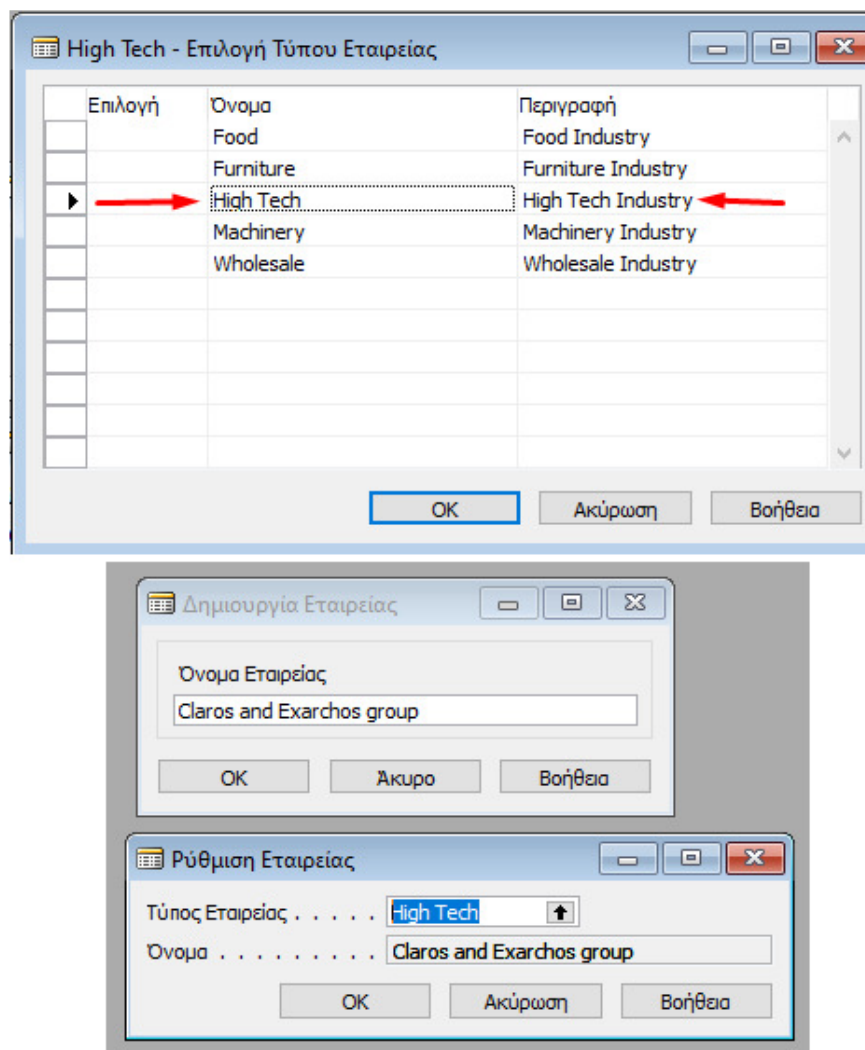 High Tech - Επιλογή Τύπου Εταιρείας
Επιλογή Όνομα Περιγραφή
Food Food Industry
Furniture Furniture Industry
High Tech High Tech Industry
Machinery Machinery Industry
Wholesale Wholesale Industry
OK Ακύρωση Βοήθεια
Δημιουργία Εταιρείας
Όνομα Εταιρείας
Claros and Exarchos group
OK Άκυρο Βοήθεια
Ρύθμιση Εταιρείας
Τύπος Εταιρείας . . . . . High Tech
Όνομα . . . . . . . . . Claros and Exarchos group
OK Ακύρωση Βοήθεια